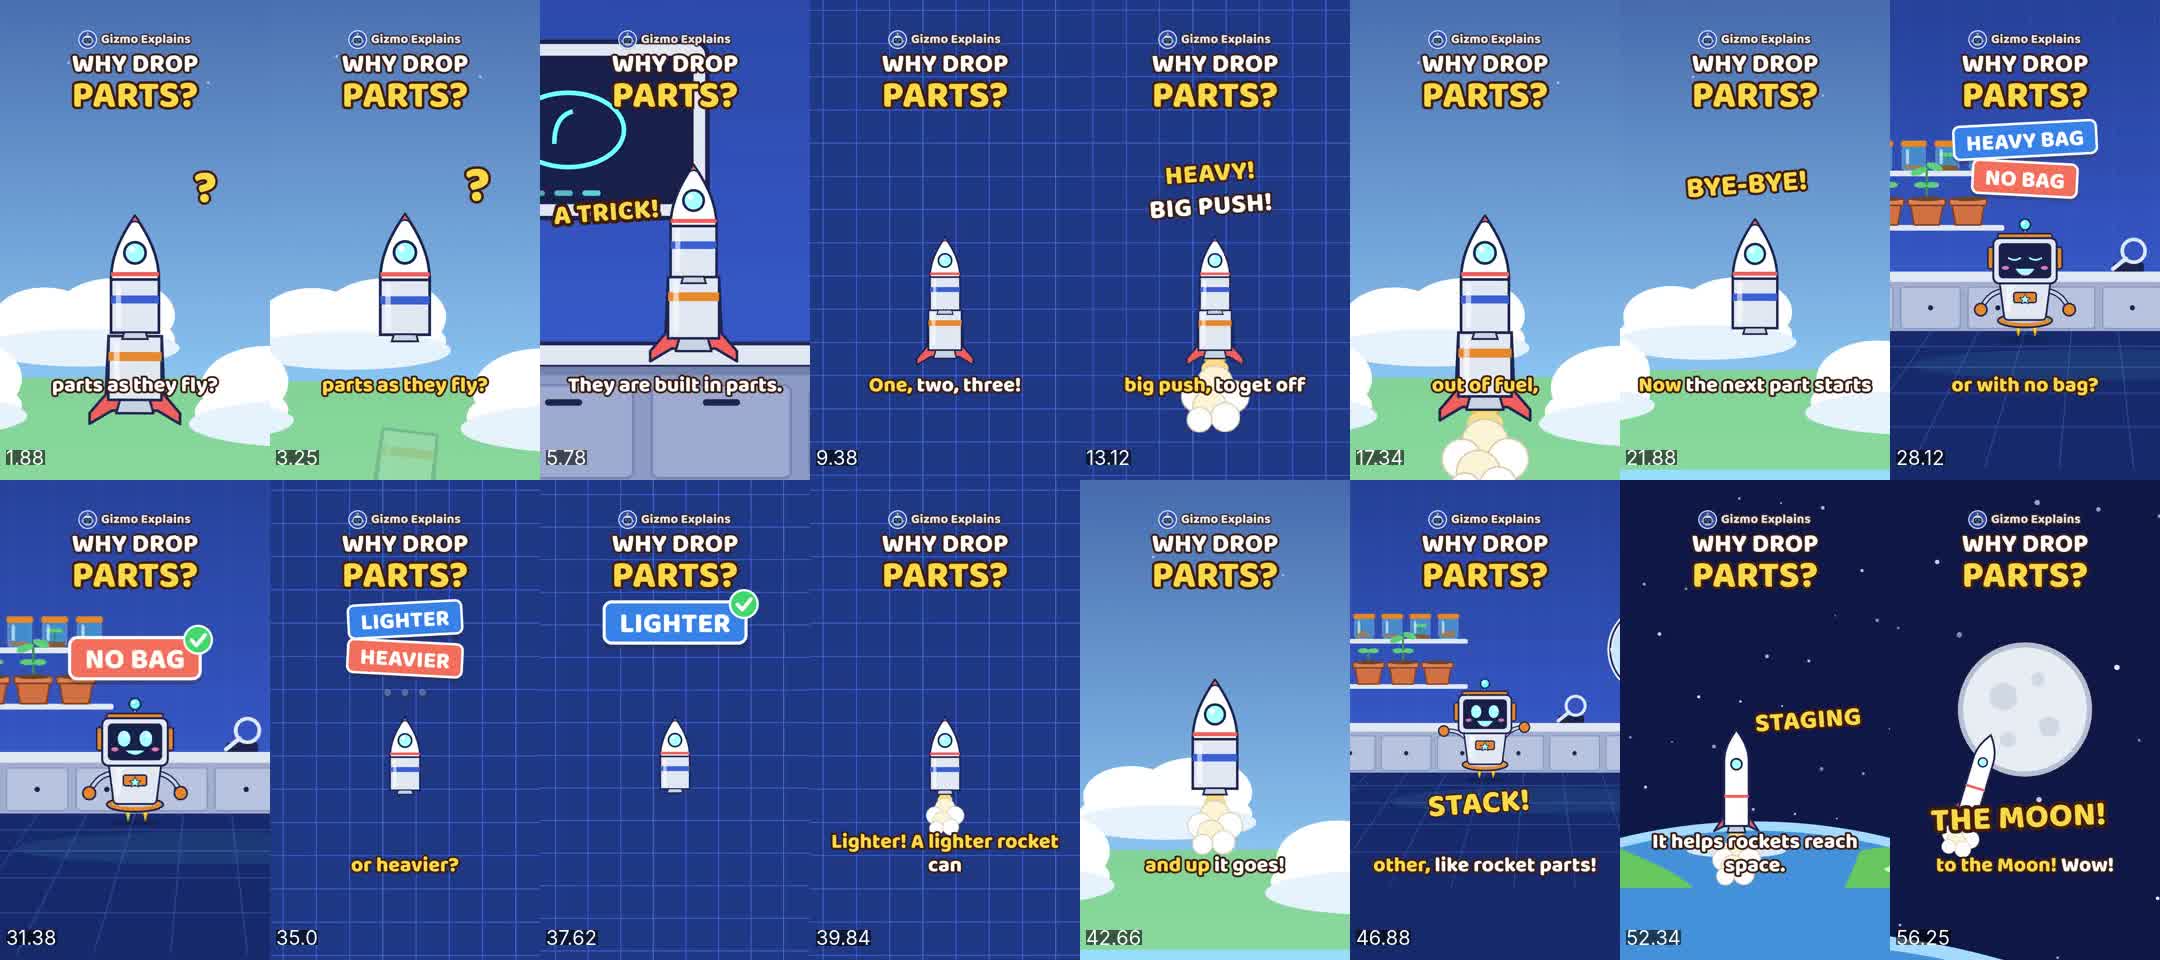 Gizmo Explains
WHY DROP
PARTS?
?
parts as they fly?
1.88
Gizmo Explains
WHY DROP
PARTS?
?
parts as they fly?
3.25
Gizmo Explains
WHY DROP
PARTS?
A TRICK!
They are built in parts.
5.78
Gizmo Explains
WHY DROP
PARTS?
One, two, three!
9.38
Gizmo Explains
WHY DROP
PARTS?
HEAVY!
BIG PUSH!
big push, to get off
13.12
Gizmo Explains
WHY DROP
PARTS?
out of fuel,
17.34
Gizmo Explains
WHY DROP
PARTS?
BYE-BYE!
Now the next part starts
21.88
Gizmo Explains
WHY DROP
PARTS?
HEAVY BAG
NO BAG
or with no bag?
28.12
Gizmo Explains
WHY DROP
PARTS?
NO BAG
31.38
Gizmo Explains
WHY DROP
PARTS?
LIGHTER
HEAVIER
or heavier?
35.0
Gizmo Explains
WHY DROP
PARTS?
LIGHTER
37.62
Gizmo Explains
WHY DROP
PARTS?
Lighter! A lighter rocket
can
39.84
Gizmo Explains
WHY DROP
PARTS?
and up it goes!
42.66
Gizmo Explains
WHY DROP
PARTS?
STACK!
other, like rocket parts!
46.88
Gizmo Explains
WHY DROP
PARTS?
STAGING
It helps rockets reach
space.
52.34
Gizmo Explains
WHY DROP
PARTS?
THE MOON!
to the Moon! Wow!
56.25